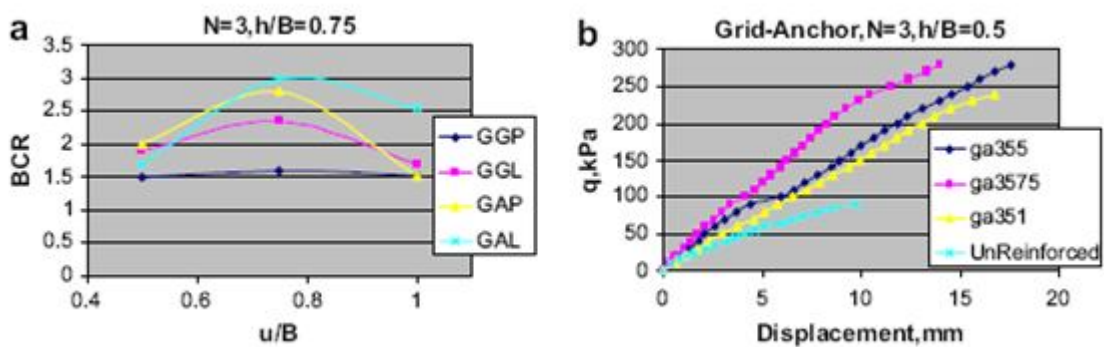 a
N=3,h/B=0.75
3.5
3
2.5
2
1.5
1
0.5
0
BCR
0.4
0.6
0.8
1
u/B
GGP
GGL
GAP
GAL
b
Grid-Anchor,N=3,h/B=0.5
300
250
200
150
100
50
0
q,kPa
0
5
10
15
20
Displacement,mm
ga355
ga3575
ga351
UnReinforced